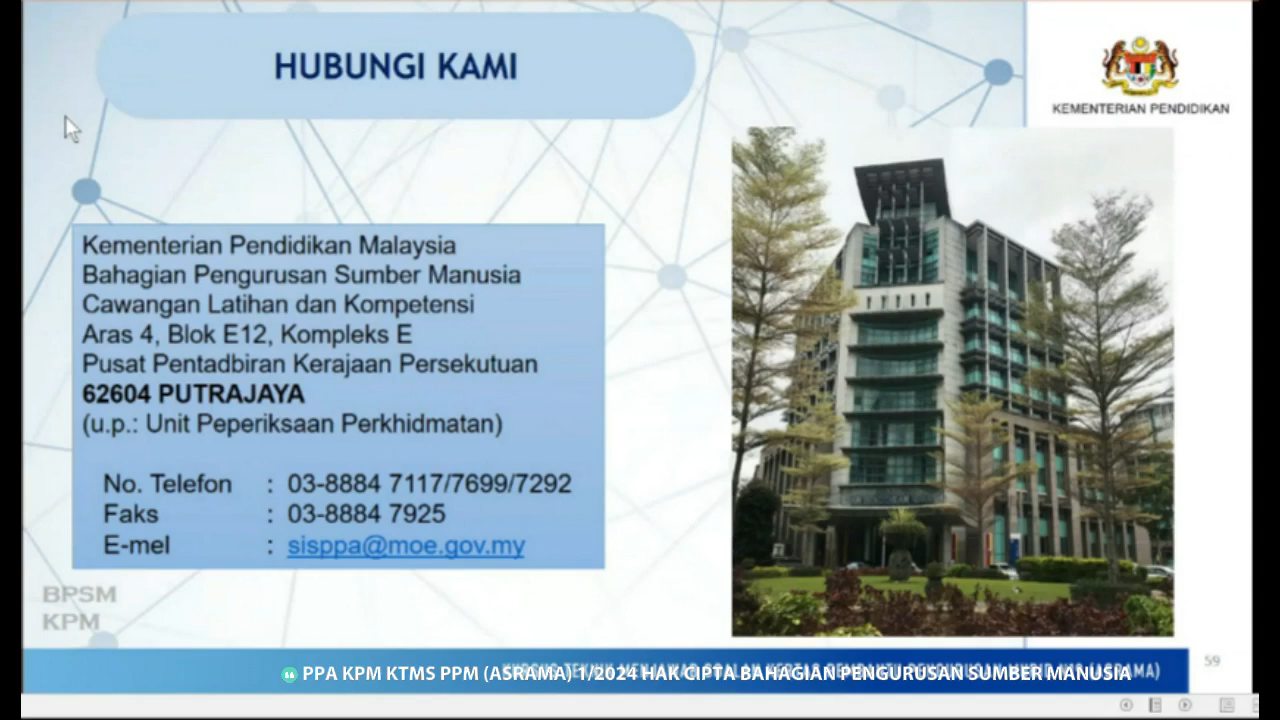 HUBUNGI KAMI
KEMENTERIAN PENDIDIKAN
Kementerian Pendidikan Malaysia
Bahagian Pengurusan Sumber Manusia
Cawangan Latihan dan Kompetensi
Aras 4, Blok E12, Kompleks E
Pusat Pentadbiran Kerajaan Persekutuan
62604 PUTRAJAYA
(u.p.: Unit Peperiksaan Perkhidmatan)
No. Telefon : 03-8884 7117/7699/7292
Faks : 03-8884 7925
E-mel : sisppa@moe.gov.my
BPSM
KPM
PPA KPM KTMS PPM (ASRAMA) 1/2024 HAK CIPTA BAHAGIAN PENGURUSAN SUMBER MANUSIA
59